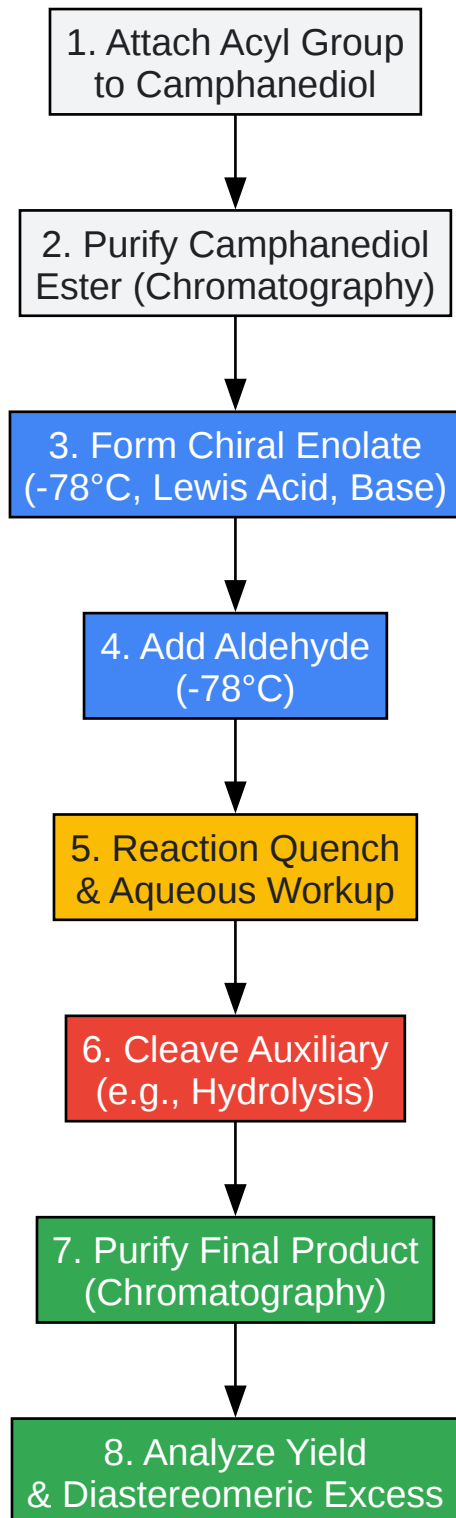 1. Attach Acyl Group
to Camphanediol
2. Purify Camphanediol
Ester (Chromatography)
3. Form Chiral Enolate
(-78°C, Lewis Acid, Base)
4. Add Aldehyde
(-78°C)
5. Reaction Quench
& Aqueous Workup
6. Cleave Auxiliary
(e.g., Hydrolysis)
7. Purify Final Product
(Chromatography)
8. Analyze Yield
& Diastereomeric Excess